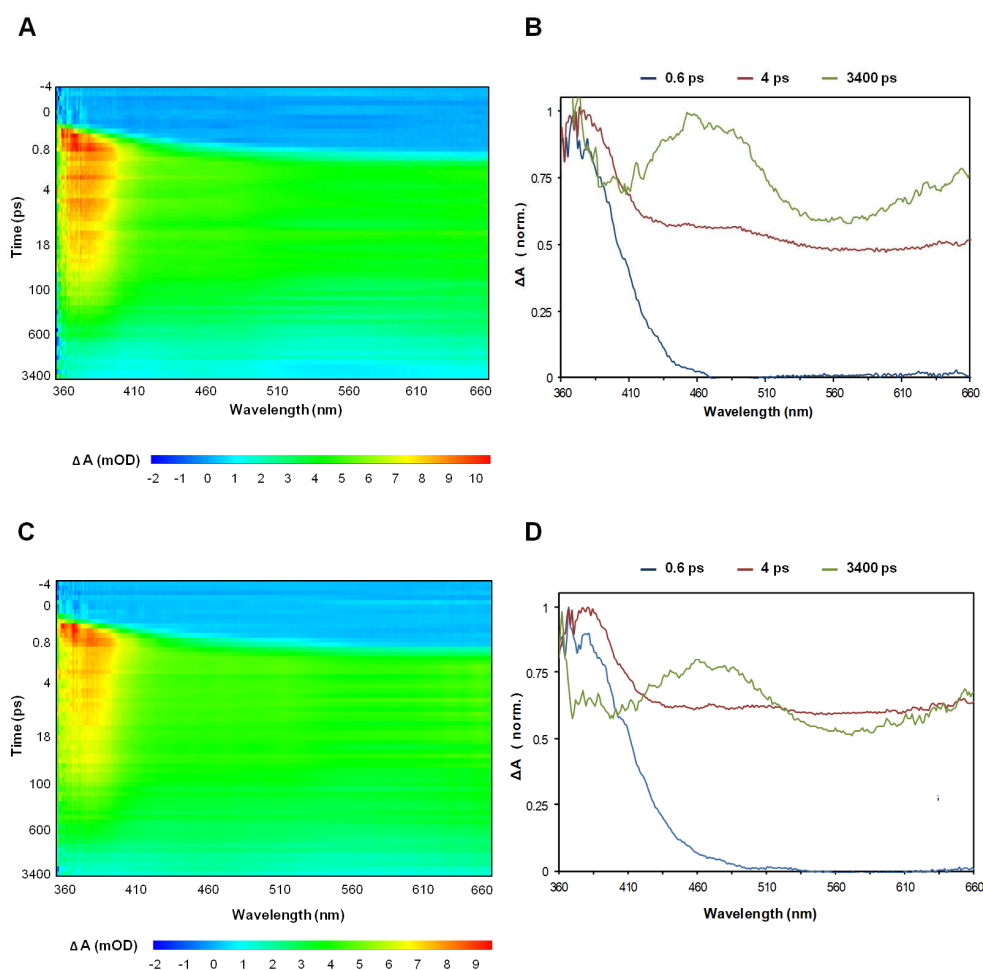 A
B
0.6 ps 4 ps 3400 ps
-4
0
0.8
4
18
100
600
3400
Time (ps)
360 410 460 510 560 610 660
Wavelength (nm)
Δ A (mOD)
-2 -1 0 1 2 3 4 5 6 7 8 9 10
1
0.75
0.5
0.25
0
ΔA ( norm.)
360 410 460 510 560 610 660
Wavelength (nm)
C
D
0.6 ps 4 ps 3400 ps
-4
0
0.8
4
18
100
600
3400
Time (ps)
360 410 460 510 560 610 660
Wavelength (nm)
Δ A (mOD)
-2 -1 0 1 2 3 4 5 6 7 8 9
1
0.75
0.5
0.25
0
ΔA ( norm.)
360 410 460 510 560 610 660
Wavelength (nm)